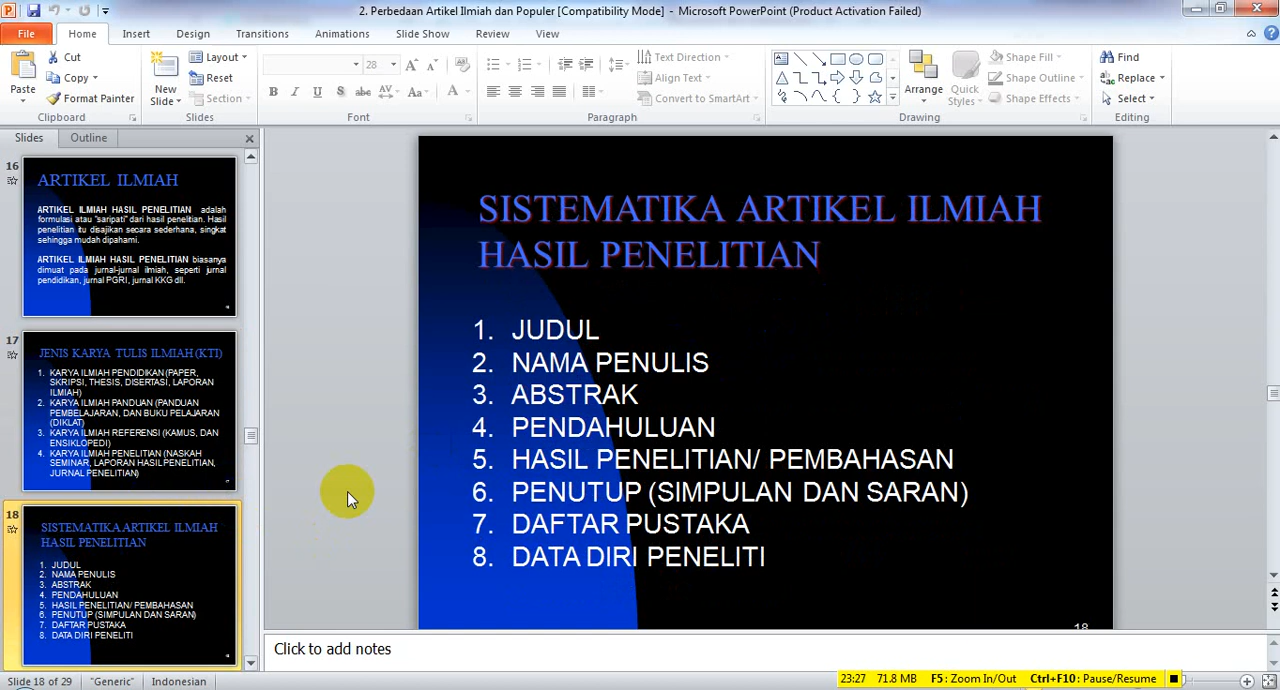 2. Perbedaan Artikel Ilmiah dan Populer [Compatibility Mode] - Microsoft PowerPoint (Product Activation Failed)
File Home Insert Design Transitions Animations Slide Show Review View
Paste
Cut
Copy
Format Painter
Clipboard
New Slide
Layout
Reset
Section
Slides
28
Font
Text Direction
Align Text
Convert to SmartArt
Paragraph
Arrange
Quick Styles
Shape Fill
Shape Outline
Shape Effects
Drawing
Find
Replace
Select
Editing
Slides Outline
16
ARTIKEL ILMIAH
ARTIKEL ILMIAH HASIL PENELITIAN adalah
formulasi atau "saripati" dari hasil penelitian. Hasil
penelitian itu disajikan secara sederhana, singkat
sehingga mudah dipahami.
ARTIKEL ILMIAH HASIL PENELITIAN biasanya
dimuat pada jurnal-jurnal ilmiah, seperti jurnal
pendidikan, jurnal PGRI, jurnal KKG dll.
17
JENIS KARYA TULIS ILMIAH (KTI)
1. KARYA ILMIAH PENDIDIKAN (PAPER,
SKRIPSI, THESIS, DISERTASI, LAPORAN
ILMIAH)
2. KARYA ILMIAH PANDUAN (PANDUAN
PEMBELAJARAN, DAN BUKU PELAJARAN
(DIKLAT)
3. KARYA ILMIAH REFERENSI (KAMUS, DAN
ENSIKLOPEDI)
4. KARYA ILMIAH PENELITIAN (NASKAH
SEMINAR, LAPORAN HASIL PENELITIAN,
JURNAL PENELITIAN)
18
SISTEMATIKA ARTIKEL ILMIAH
HASIL PENELITIAN
1. JUDUL
2. NAMA PENULIS
3. ABSTRAK
4. PENDAHULUAN
5. HASIL PENELITIAN/ PEMBAHASAN
6. PENUTUP (SIMPULAN DAN SARAN)
7. DAFTAR PUSTAKA
8. DATA DIRI PENELITI
SISTEMATIKA ARTIKEL ILMIAH
HASIL PENELITIAN
1. JUDUL
2. NAMA PENULIS
3. ABSTRAK
4. PENDAHULUAN
5. HASIL PENELITIAN/ PEMBAHASAN
6. PENUTUP (SIMPULAN DAN SARAN)
7. DAFTAR PUSTAKA
8. DATA DIRI PENELITI
18
Click to add notes
Slide 18 of 29 "Generic" Indonesian
23:27 71.8 MB F5: Zoom In/Out Ctrl+F10: Pause/Resume